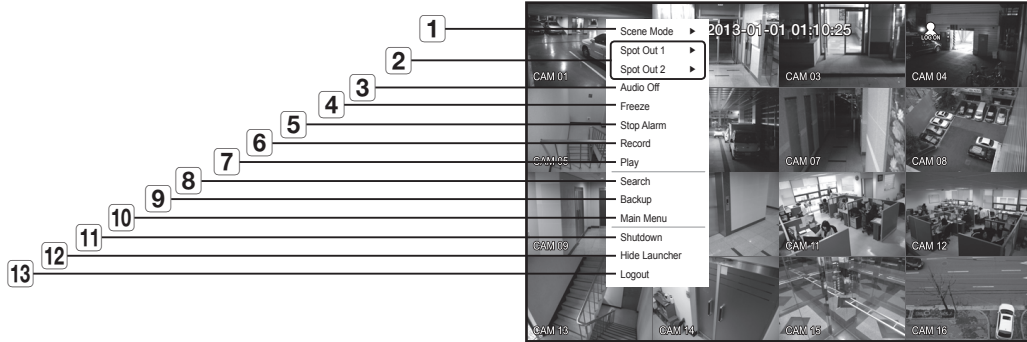 1
2
3
4
5
6
7
8
9
10
11
12
13
Scene Mode
Spot Out 1
Spot Out 2
Audio Off
Freeze
Stop Alarm
Record
Play
Search
Backup
Main Menu
Shutdown
Hide Launcher
Logout
2013-01-01 01:10:25
LOG ON
CAM 01
CAM 03
CAM 04
CAM 05
CAM 07
CAM 08
CAM 09
CAM 11
CAM 12
CAM 13
CAM 14
CAM 15
CAM 16